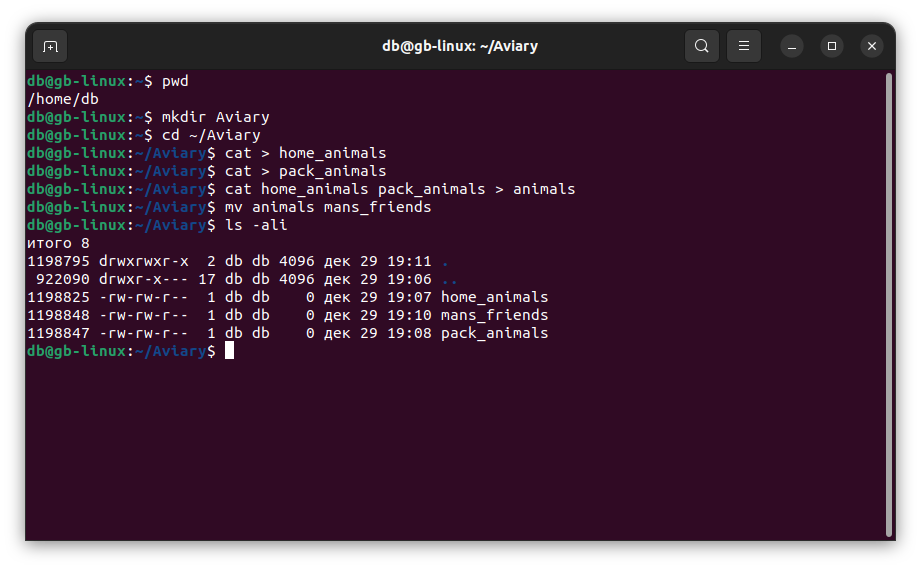 db@gb-linux: ~/Aviary
db@gb-linux:~$ pwd
/home/db
db@gb-linux:~$ mkdir Aviary
db@gb-linux:~$ cd ~/Aviary
db@gb-linux:~/Aviary$ cat > home_animals
db@gb-linux:~/Aviary$ cat > pack_animals
db@gb-linux:~/Aviary$ cat home_animals pack_animals > animals
db@gb-linux:~/Aviary$ mv animals mans_friends
db@gb-linux:~/Aviary$ ls -ali
итого 8
1198795 drwxrwxr-x  2 db db 4096 дек 29 19:11 .
 922090 drwxr-x--- 17 db db 4096 дек 29 19:06 ..
1198825 -rw-rw-r--  1 db db    0 дек 29 19:07 home_animals
1198848 -rw-rw-r--  1 db db    0 дек 29 19:10 mans_friends
1198847 -rw-rw-r--  1 db db    0 дек 29 19:08 pack_animals
db@gb-linux:~/Aviary$